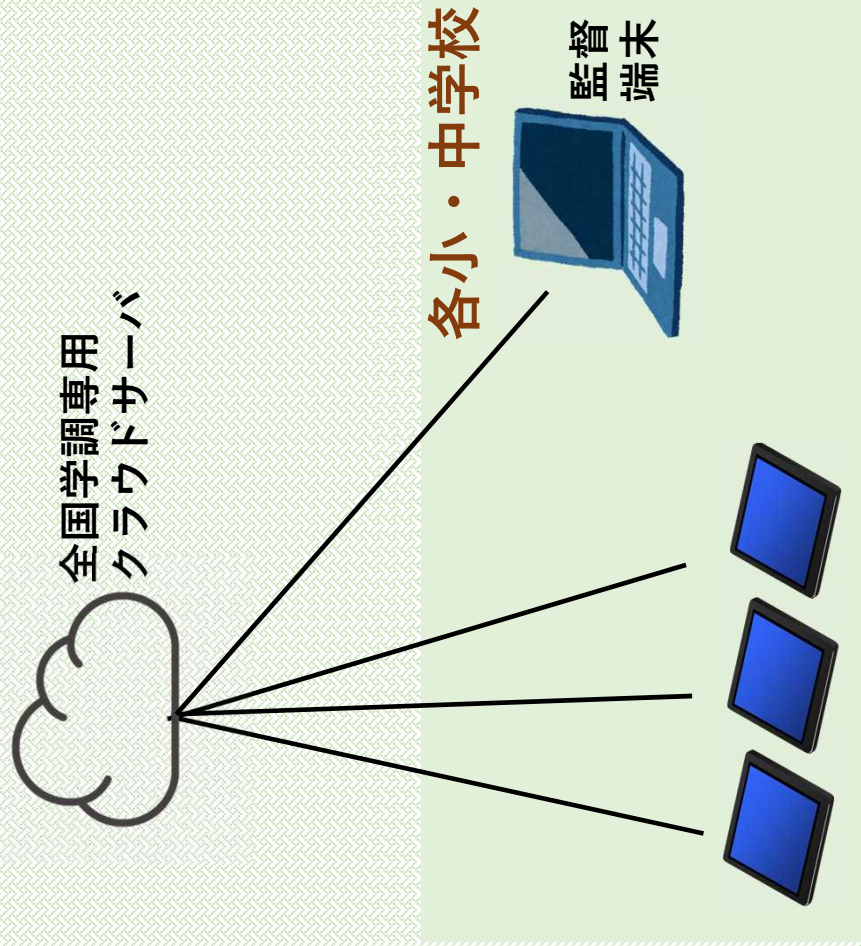 全国学調専用
クラウドサーバ
各小・中学校
監督
端末